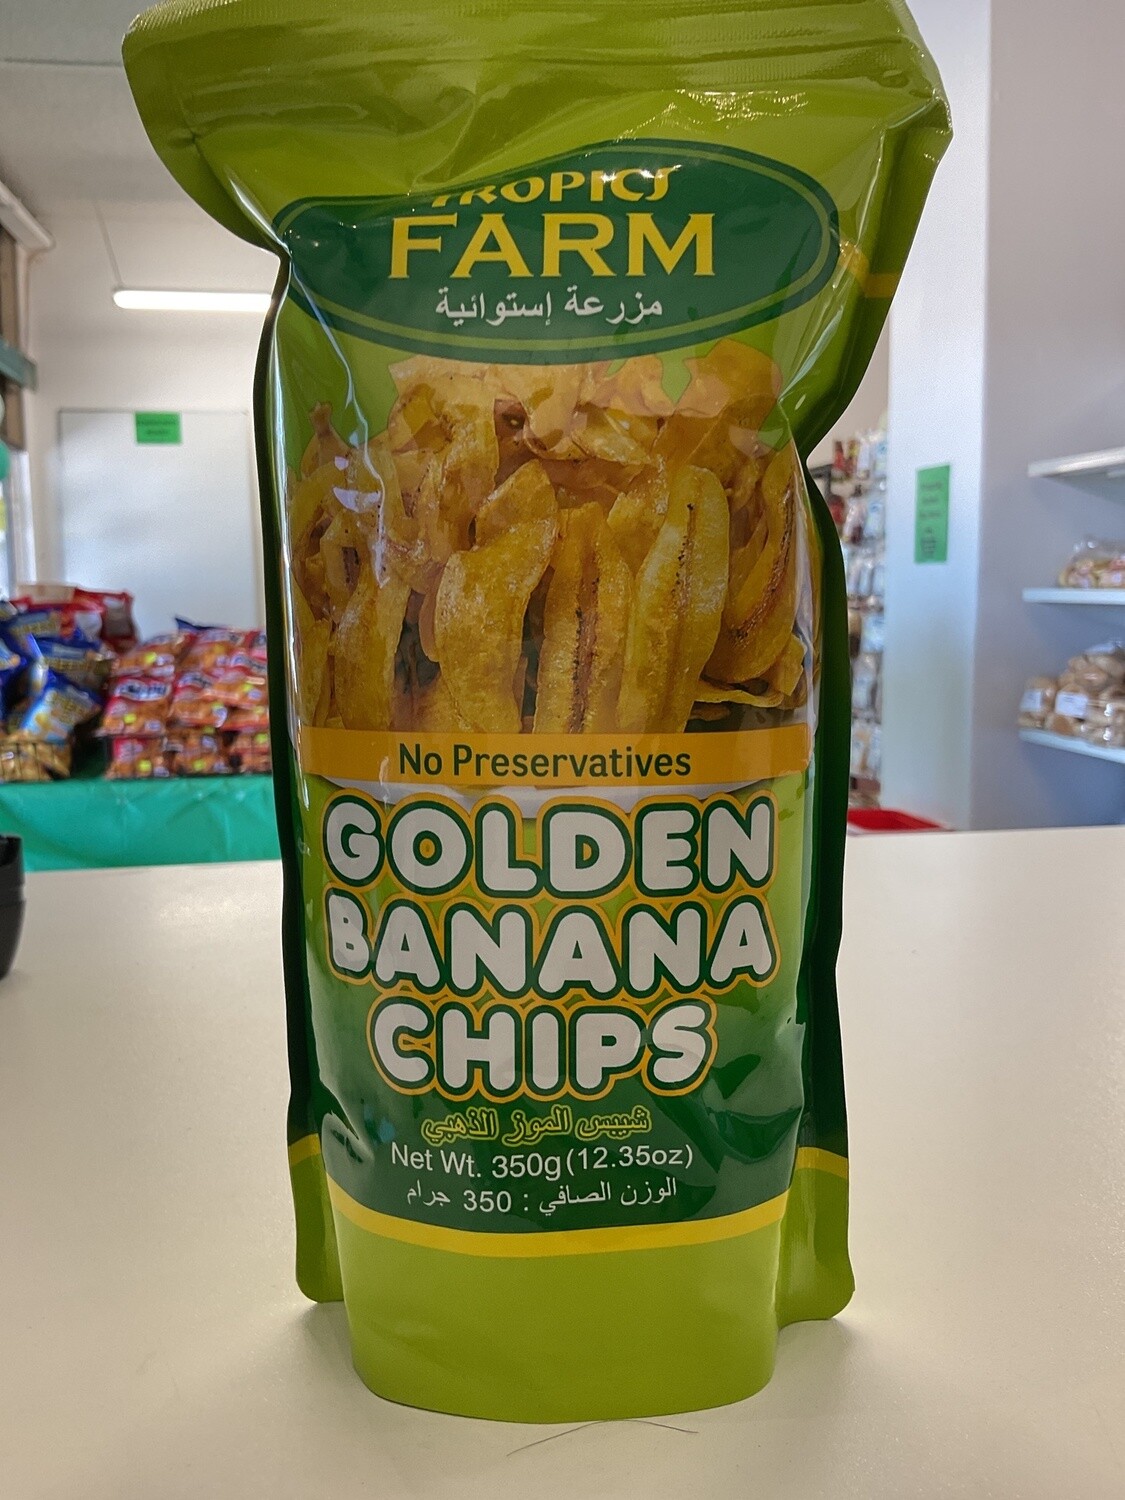 TROPICS
FARM
مزرعة إستوائية
No Preservatives
GOLDEN
BANANA
CHIPS
شيبس الموز الذهبي
Net Wt. 350g (12.35oz)
الوزن الصافي : 350 جرام